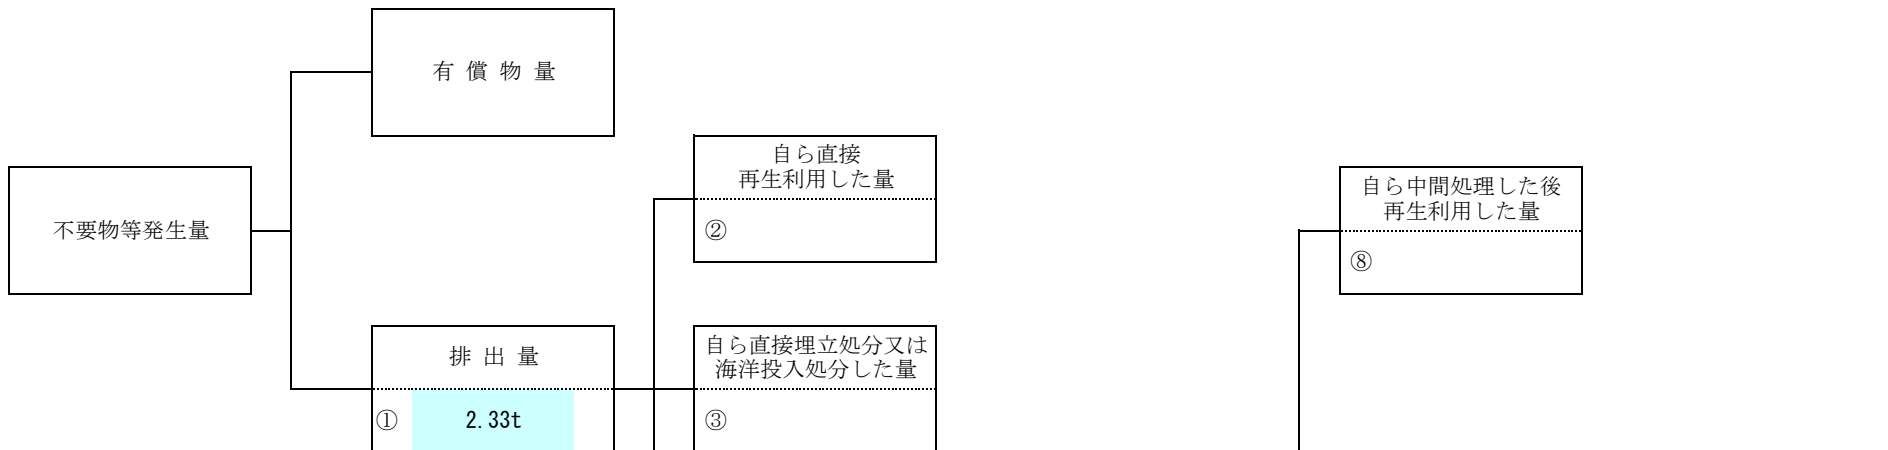 有 償 物 量
自ら直接
再生利用した量
②
自ら中間処理した後
再生利用した量
⑧
不要物等発生量
排 出 量
① 2.33t
自ら直接埋立処分又は
海洋投入処分した量
③